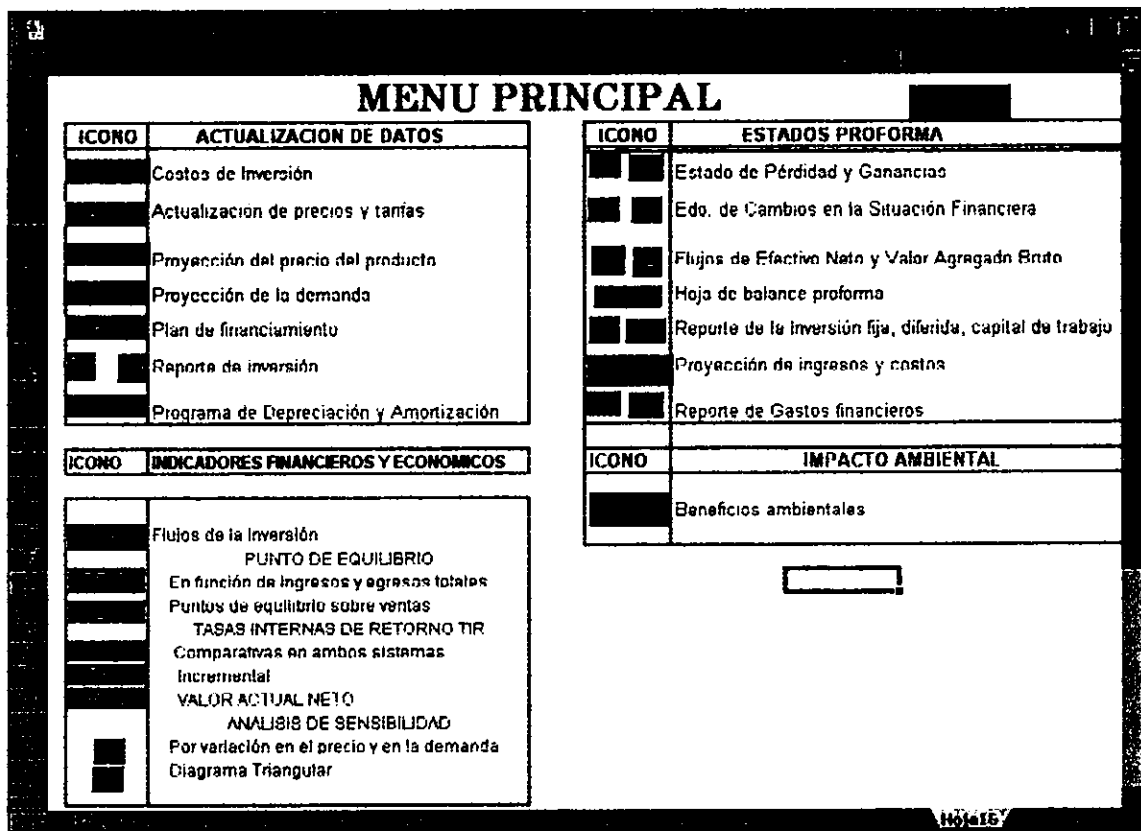 MENU PRINCIPAL
ICONO ACTUALIZACION DE DATOS
Costos de Inversión
Actualización de precios y tarifas
Proyección del precio del producto
Proyección de la demanda
Plan de financiamiento
Reporte de inversión
Programa de Depreciación y Amortización
ICONO INDICADORES FINANCIEROS Y ECONOMICOS
Flujos de la Inversión
PUNTO DE EQUILIBRIO
En función de ingresos y egresos totales
Puntos de equilibrio sobre ventas
TASAS INTERNAS DE RETORNO TIR
Comparativas en ambos sistemas
Incremental
VALOR ACTUAL NETO
ANALISIS DE SENSIBILIDAD
Por variación en el precio y en la demanda
Diagrama Triangular
ICONO ESTADOS PROFORMA
Estado de Pérdidad y Ganancias
Edo. de Cambios en la Situación Financrera
Flujos de Efectivo Neto y Valor Agregado Bruto
Hoja de balance proforma
Reporte de la Inversión fija, diferida, capital de trabajo
Proyección de ingresos y costos
Reporte de Gastos financieros
ICONO IMPACTO AMBIENTAL
Beneficios ambientales
Hoja16